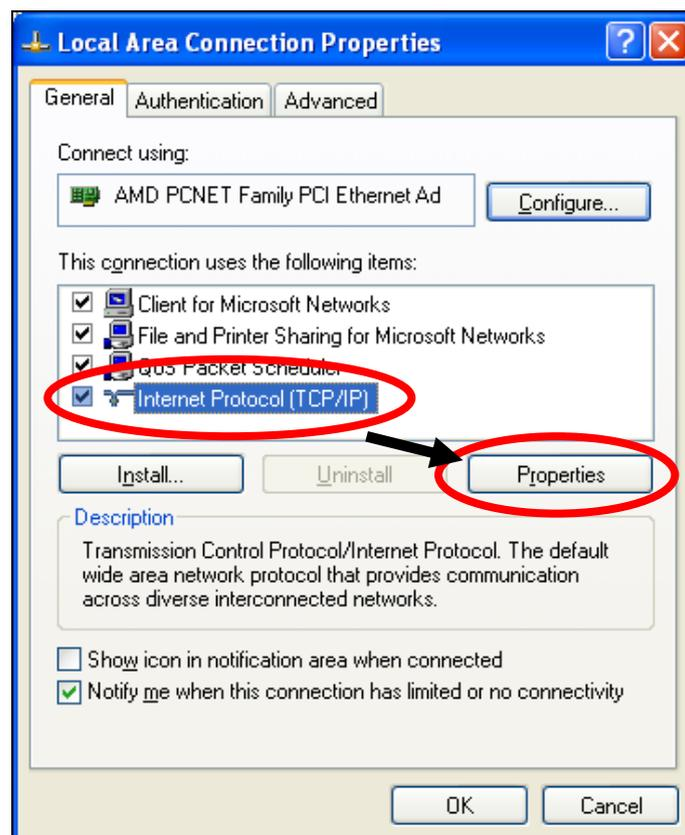 Local Area Connection Properties
General Authentication Advanced
Connect using:
AMD PCNET Family PCI Ethernet Ad Configure...
This connection uses the following items:
Client for Microsoft Networks
File and Printer Sharing for Microsoft Networks
QoS Packet Scheduler
Internet Protocol (TCP/IP)
Install... Uninstall Properties
Description
Transmission Control Protocol/Internet Protocol. The default
wide area network protocol that provides communication
across diverse interconnected networks.
Show icon in notification area when connected
Notify me when this connection has limited or no connectivity
OK Cancel